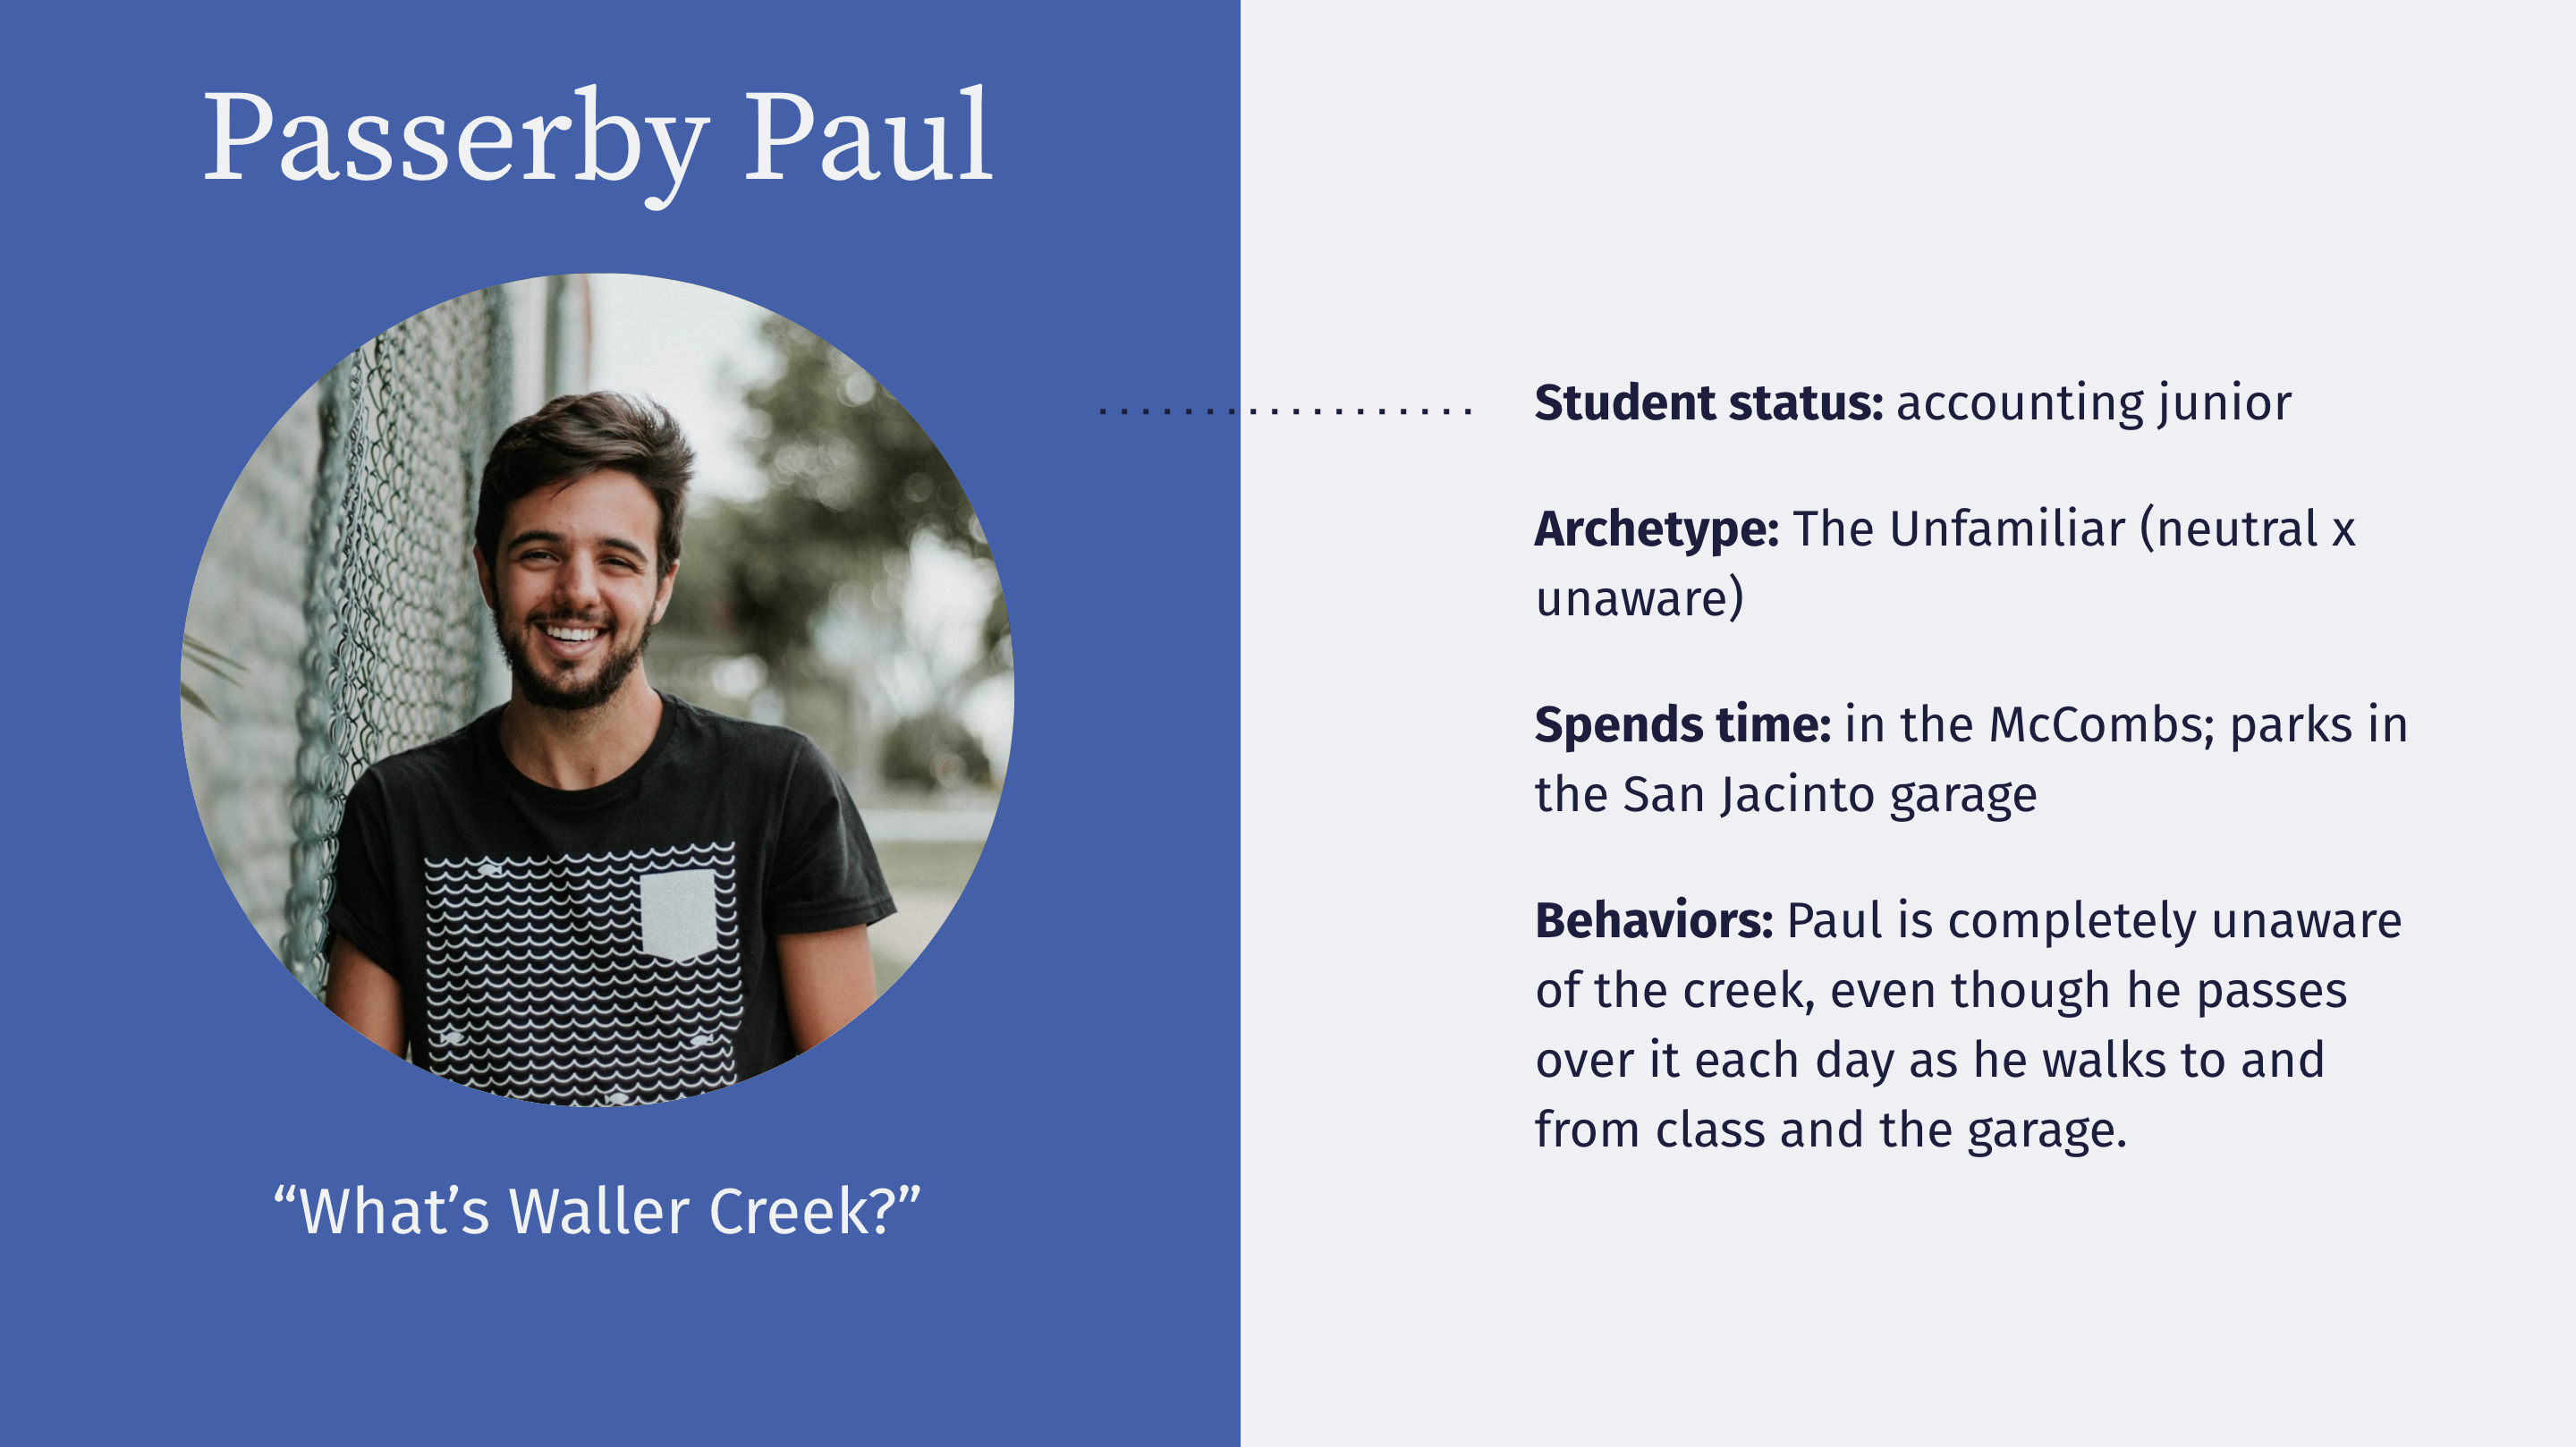 Passerby Paul
“What’s Waller Creek?”
Student status: accounting junior
Archetype: The Unfamiliar (neutral x
unaware)
Spends time: in the McCombs; parks in
the San Jacinto garage
Behaviors: Paul is completely unaware
of the creek, even though he passes
over it each day as he walks to and
from class and the garage.